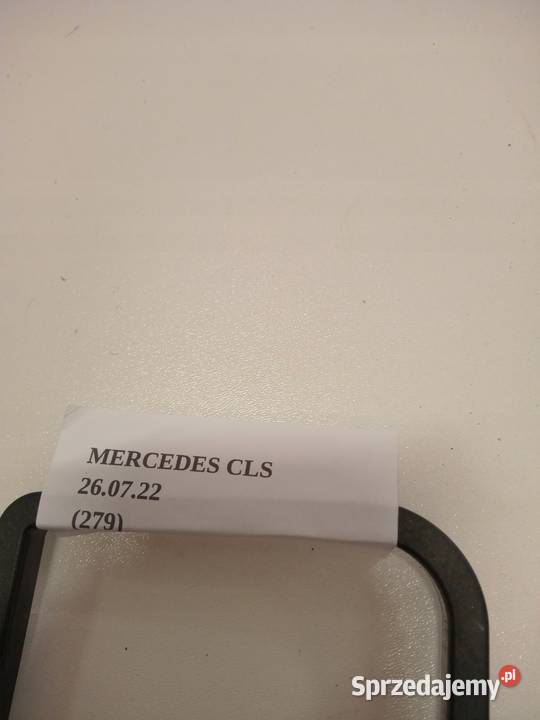 MERCEDES CLS
26.07.22
(279)
Sprzedajemy.pl